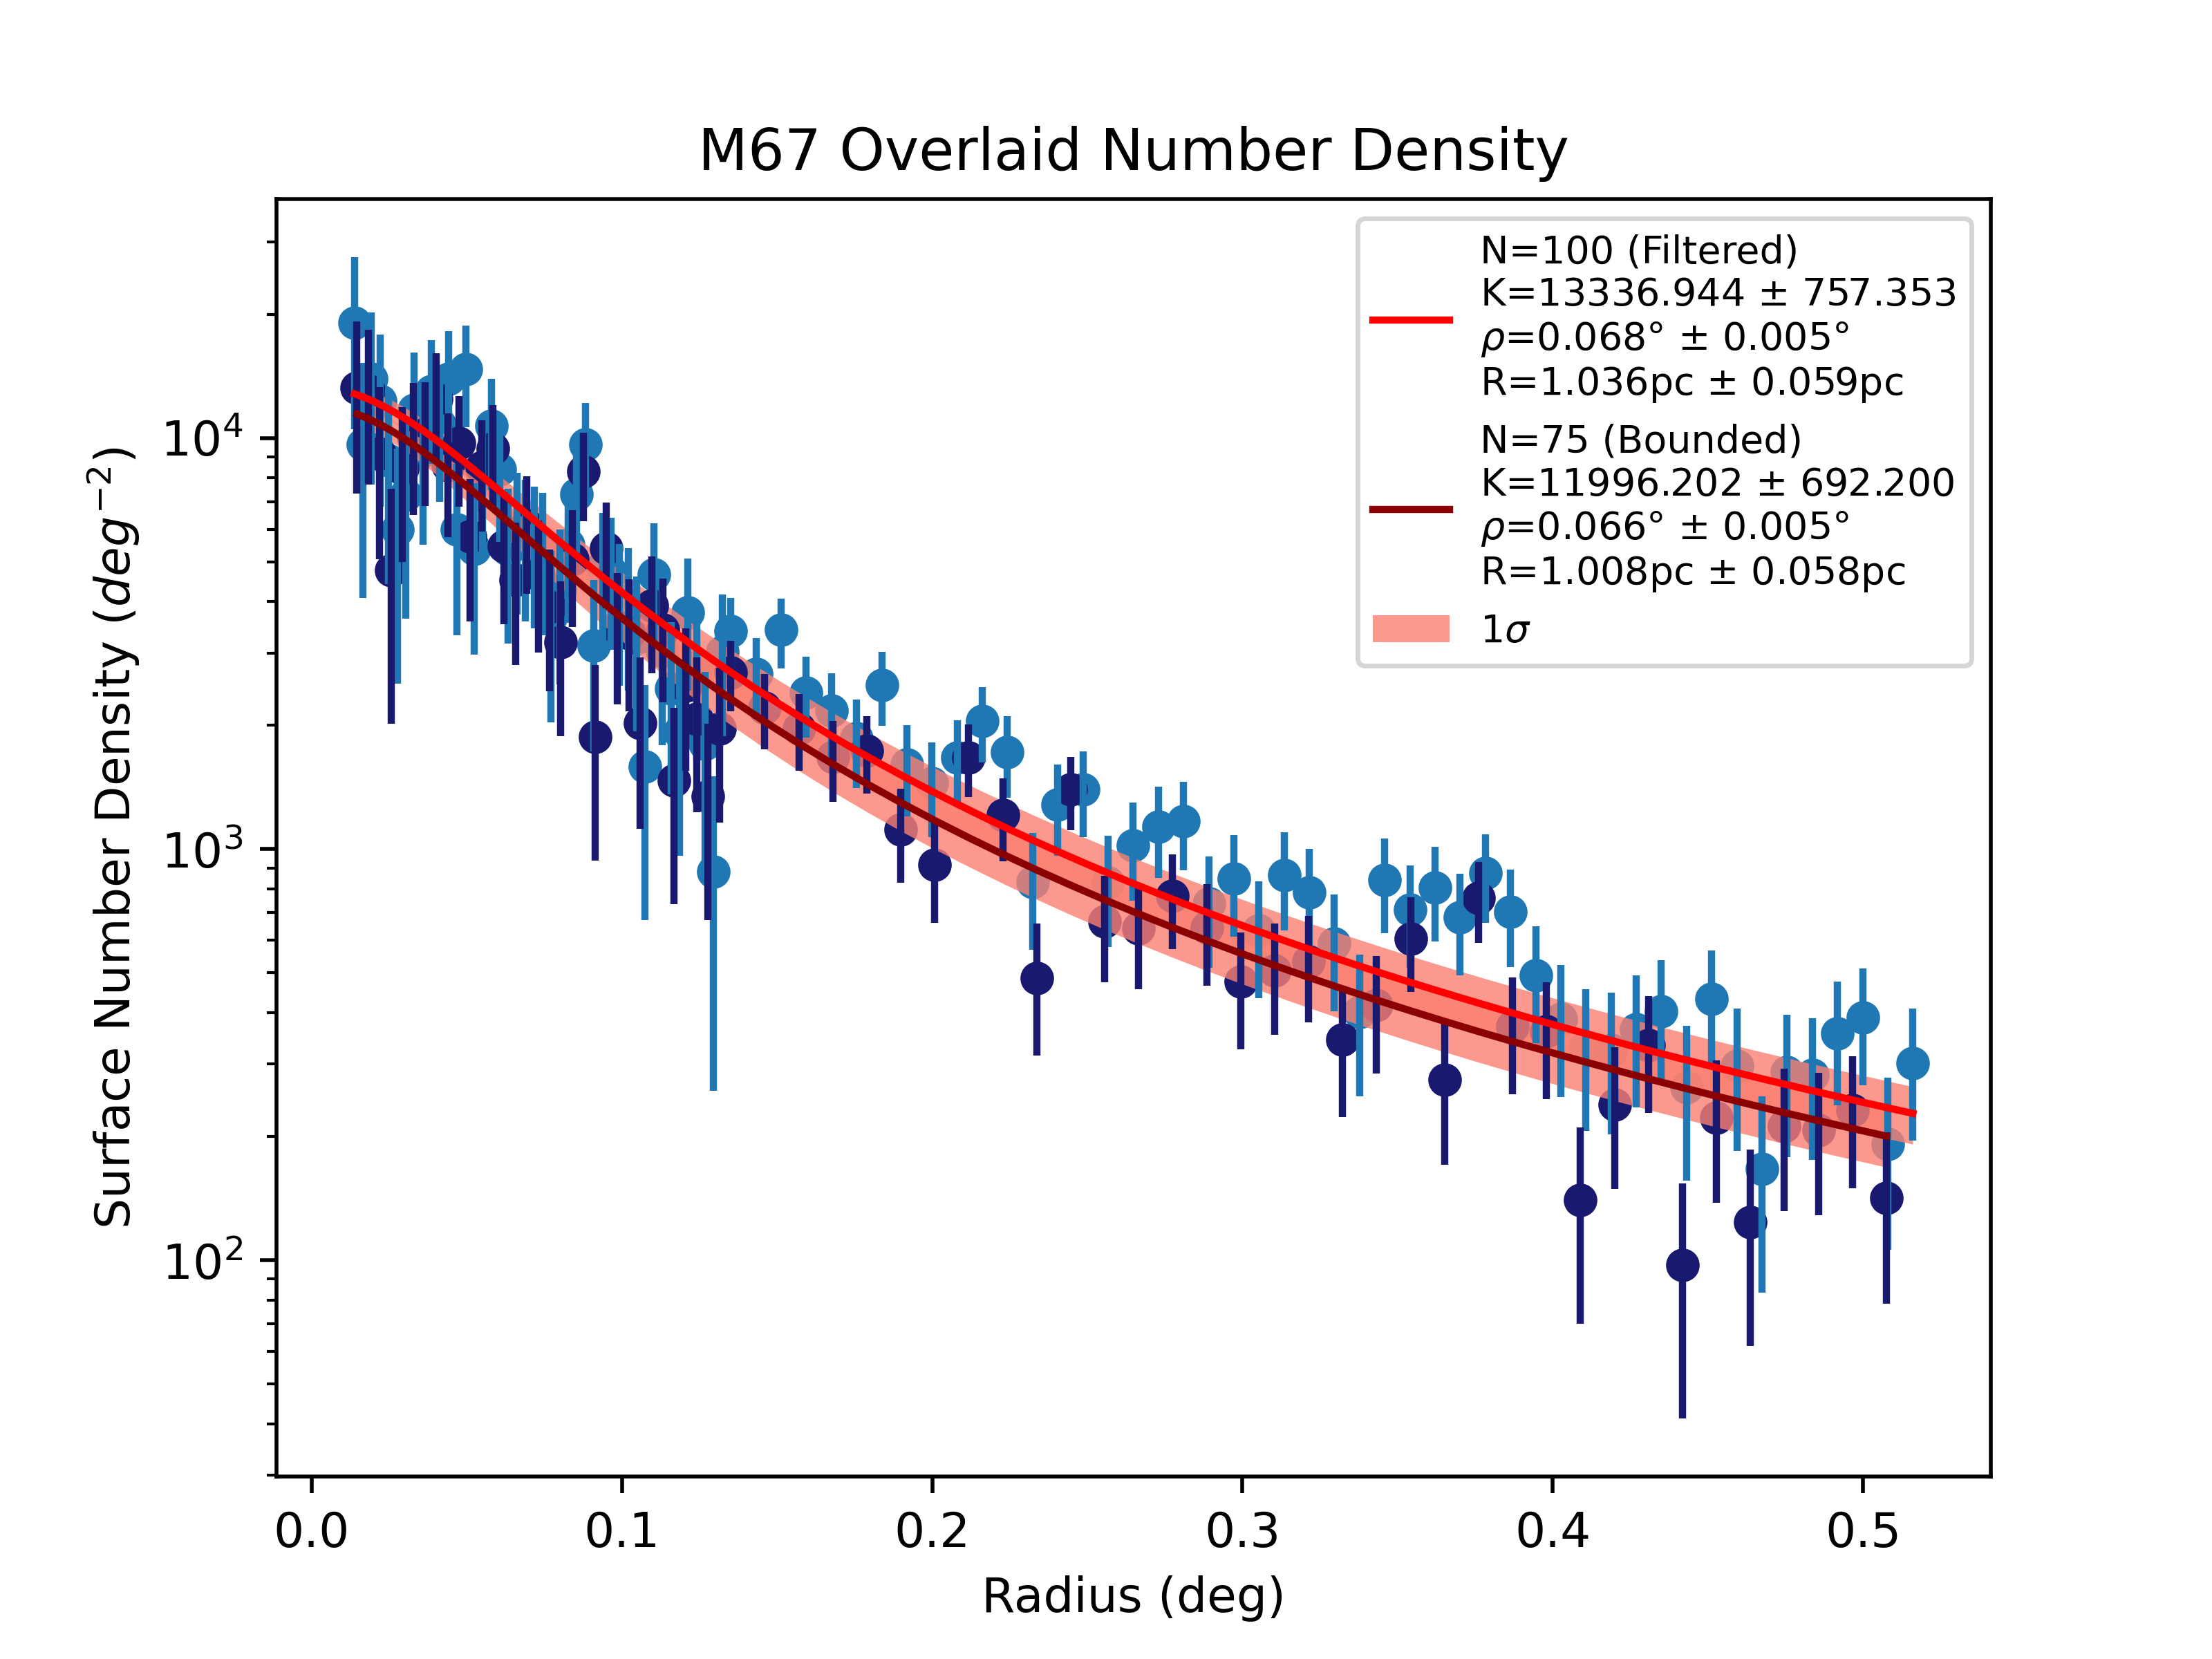 M67 Overlaid Number Density
N=100 (Filtered)
K=13336.944 ± 757.353
ρ=0.068° ± 0.005°
R=1.036pc ± 0.059pc
N=75 (Bounded)
K=11996.202 ± 692.200
ρ=0.066° ± 0.005°
R=1.008pc ± 0.058pc
1σ
Surface Number Density (deg⁻²)
10⁴
10³
10²
0.0 0.1 0.2 0.3 0.4 0.5
Radius (deg)